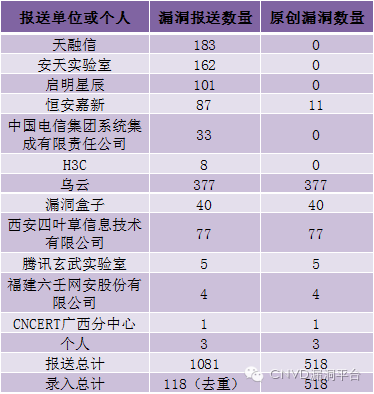 报送单位或个人 漏洞报送数量 原创漏洞数量
天融信 183 0
安天实验室 162 0
启明星辰 101 0
恒安嘉新 87 11
中国电信集团系统集
成有限责任公司 33 0
H3C 8 0
乌云 377 377
漏洞盒子 40 40
西安四叶草信息技术
有限公司 77 77
腾讯玄武实验室 5 5
福建六壬网安股份有
限公司 4 4
CNCERT广西分中心 1 1
个人 3 3
报送总计 1081 518
录入总计 118（去重） 518
CNVD漏洞平台